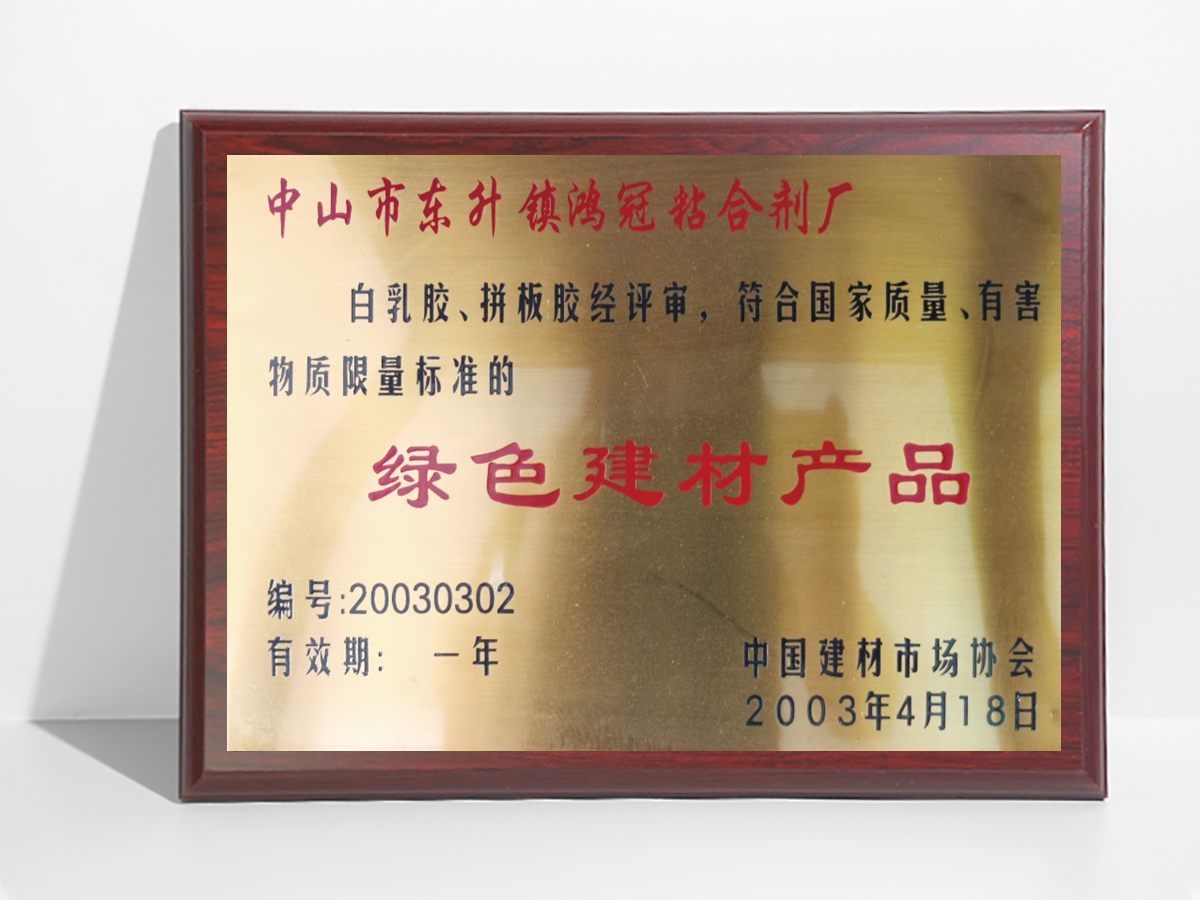 中山市东升镇鸿冠粘合剂厂
白乳胶、拼板胶经评审，符合国家质量、有害
物质限量标准的
绿色建材产品
编号:20030302
有效期: 一年
中国建材市场协会
2003年4月18日